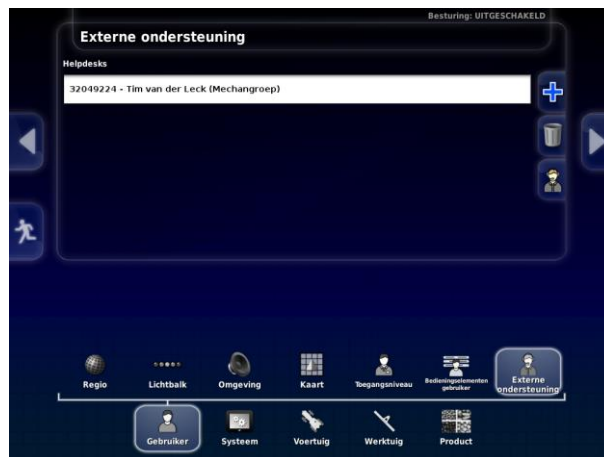 Besturing: UITGESCHAKELD
Externe ondersteuning
Helpdesks
32049224 - Tim van der Leck (Mechangroep)
Regio
Lichtbalk
Omgeving
Kaart
Toegangsniveau
Bedieningselementen
gebruiker
Externe
ondersteuning
Gebruiker
Systeem
Voertuig
Werktuig
Product